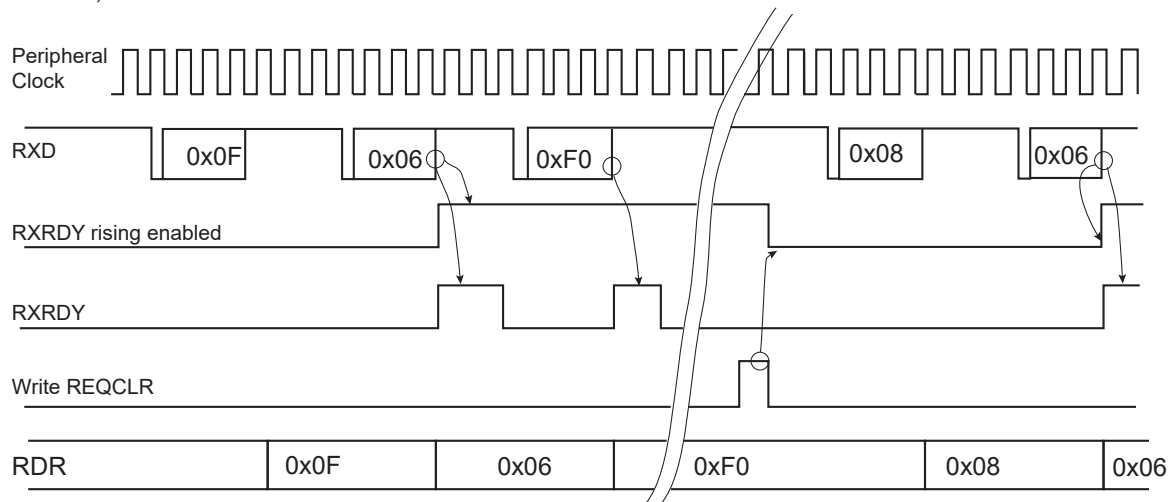 Peripheral
Clock
RXD
0x0F
0x06
0xF0
0x08
0x06
RXRDY rising enabled
RXRDY
Write REQCLR
RDR
0x0F
0x06
0xF0
0x08
0x06